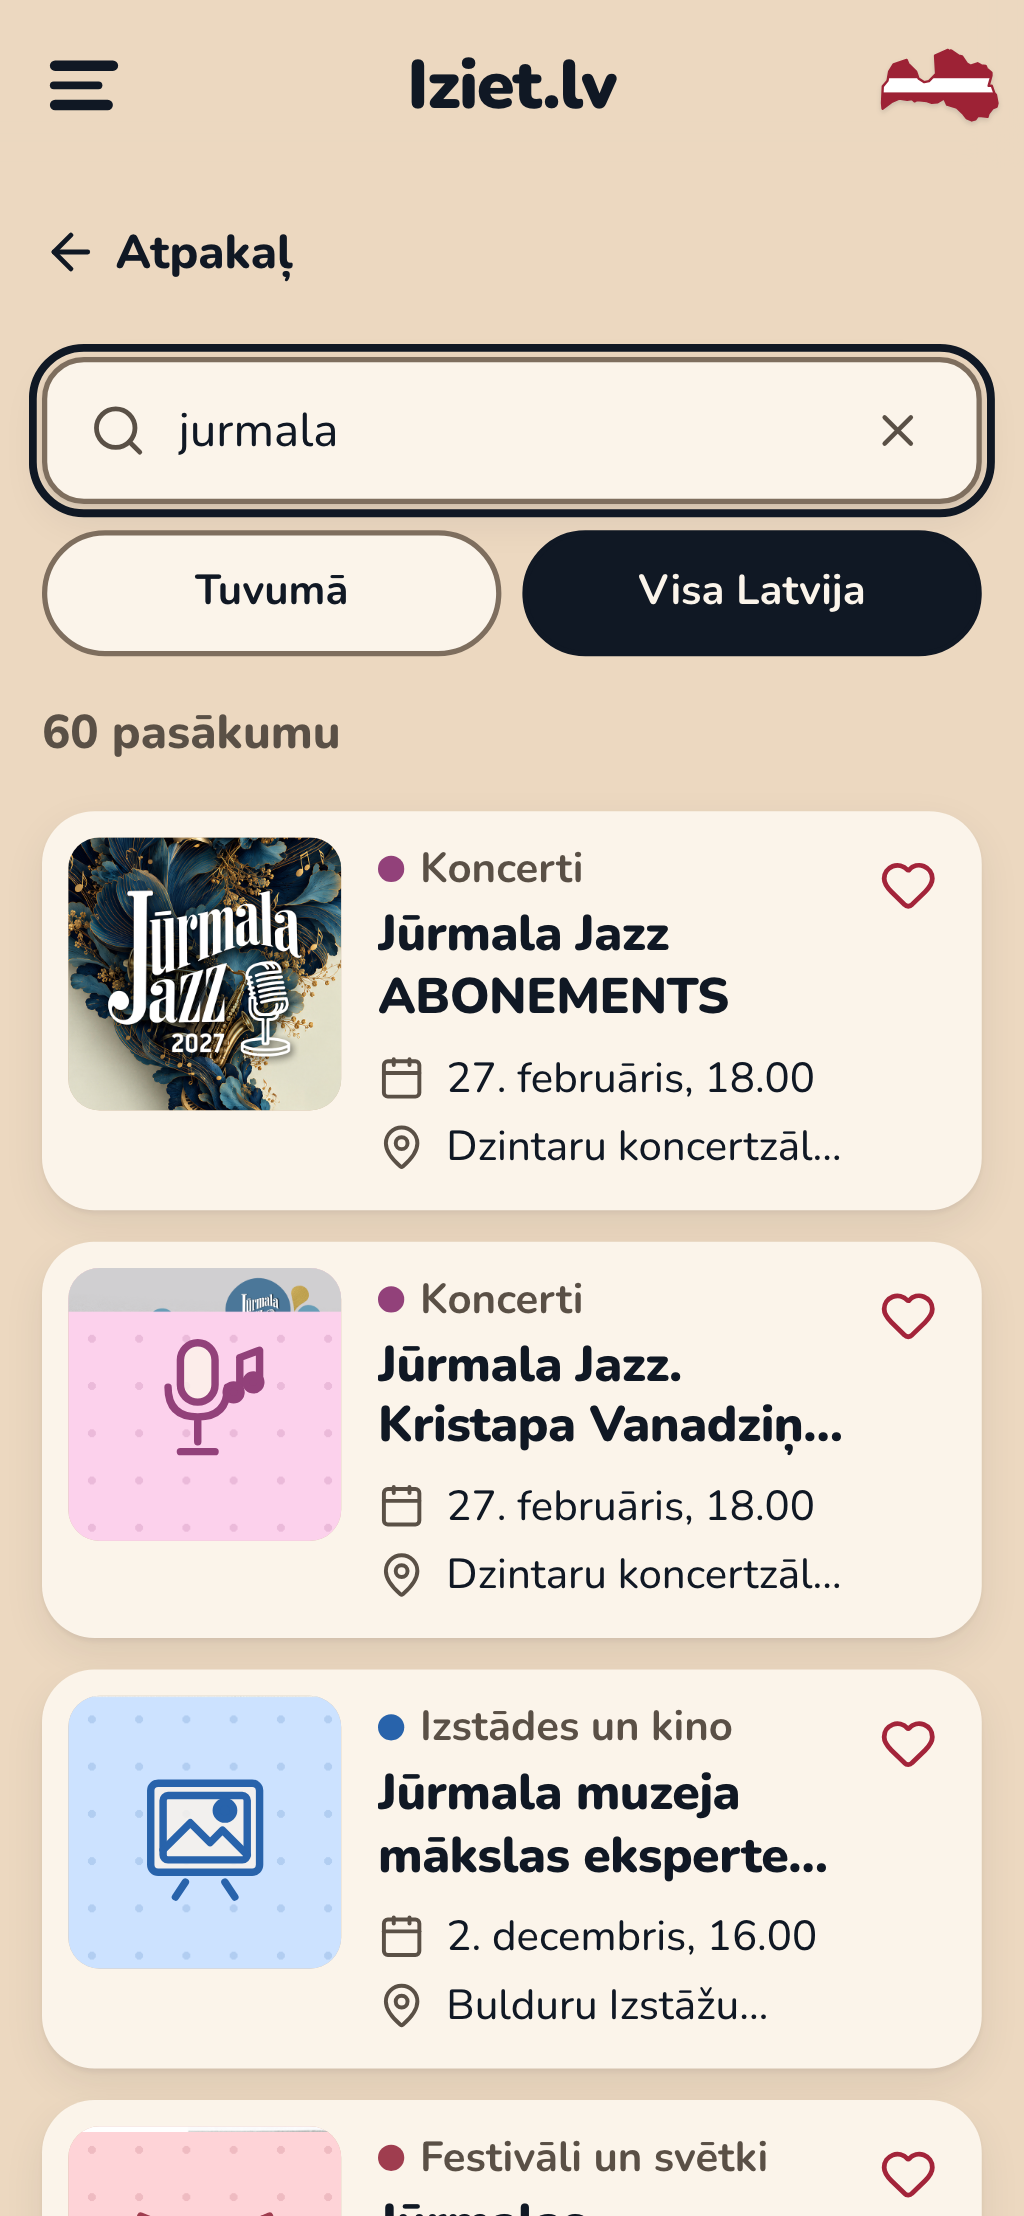 Iziet.lv
Atpakaļ
jurmala
Tuvumā
Visa Latvija
60 pasākumu
Jūrmala
Jazz
2027
Koncerti
Jūrmala Jazz
ABONEMENTS
27. februāris, 18.00
Dzintaru koncertzāl...
Jūrmala
Koncerti
Jūrmala Jazz.
Kristapa Vanadziņ...
27. februāris, 18.00
Dzintaru koncertzāl...
Izstādes un kino
Jūrmala muzeja
mākslas eksperte...
2. decembris, 16.00
Bulduru Izstāžu...
Festivāli un svētki
Jūrmalas